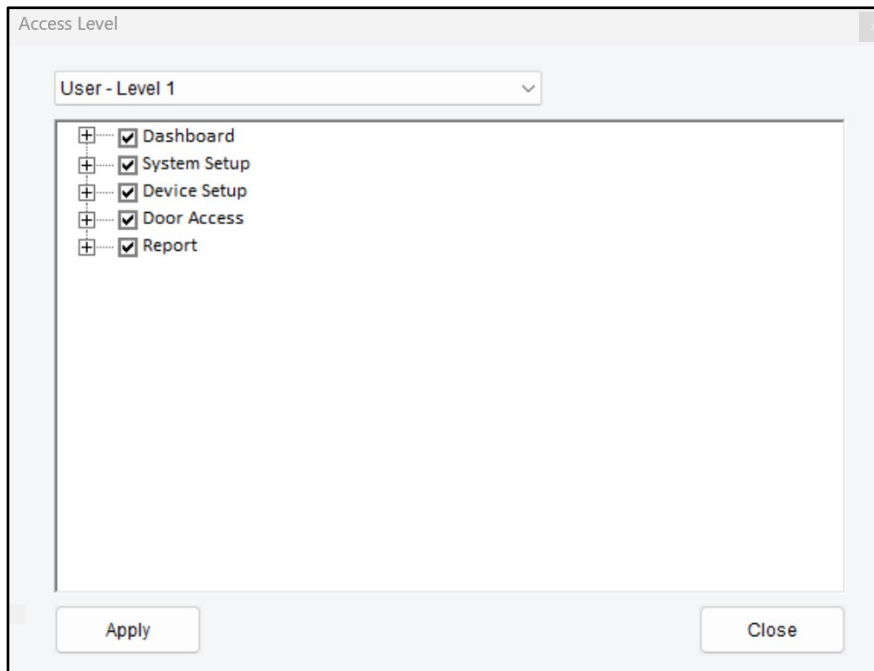 Access Level
User - Level 1
Dashboard
System Setup
Device Setup
Door Access
Report
Apply
Close